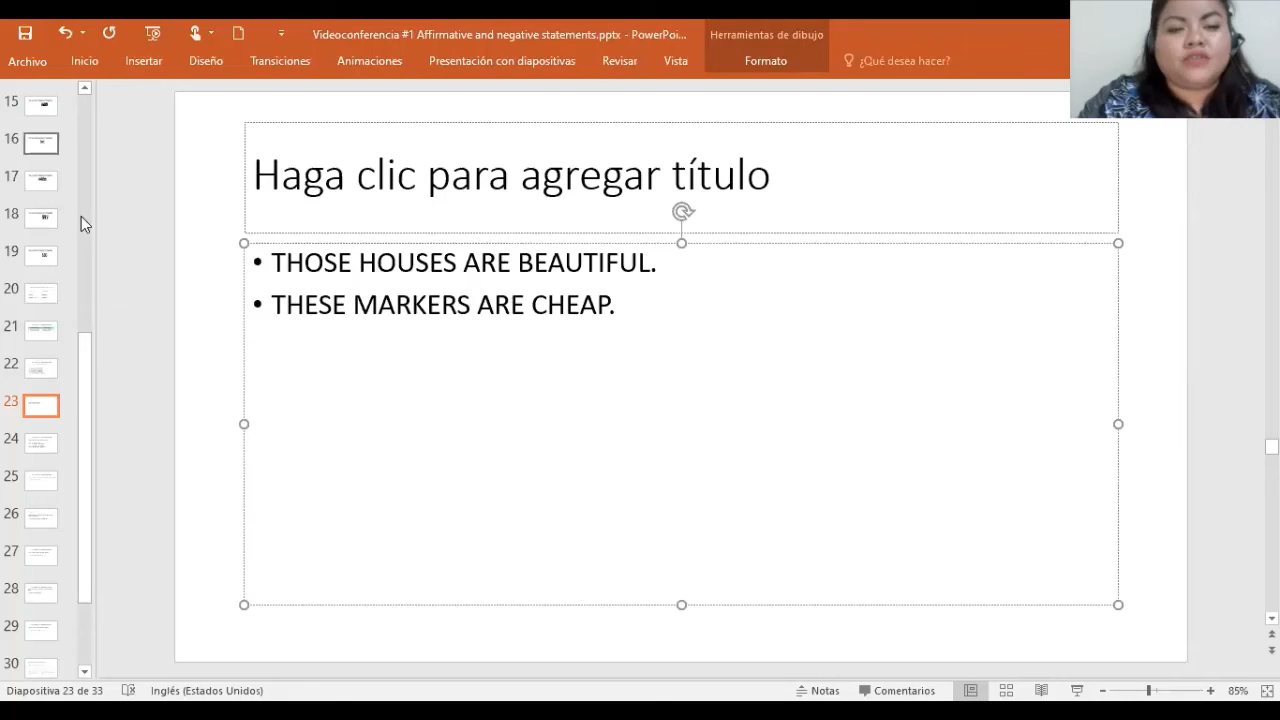 Videoconferencia #1 Affirmative and negative statements.pptx - PowerPoi...
Herramientas de dibujo
Archivo
Inicio
Insertar
Diseño
Transiciones
Animaciones
Presentación con diapositivas
Revisar
Vista
Formato
¿Qué desea hacer?
15
16
17
18
19
20
21
22
23
24
25
26
27
28
29
30
Haga clic para agregar título
• THOSE HOUSES ARE BEAUTIFUL.
• THESE MARKERS ARE CHEAP.
Diapositiva 23 de 33
Inglés (Estados Unidos)
Notas
Comentarios
85%